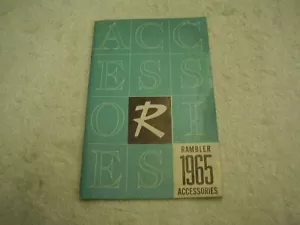 ACC
ESS
ORI
ES
RAMBLER
1965
ACCESSORIES